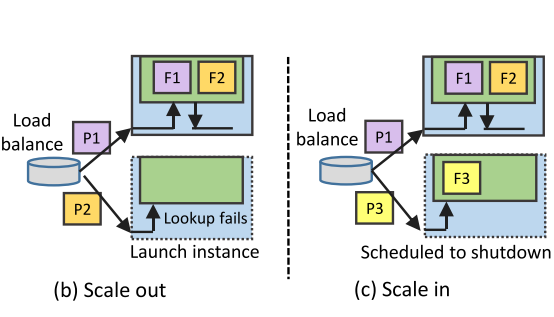 F1
F2
Load
balance
P1
P2
Lookup fails
Launch instance
(b) Scale out
F1
F2
Load
balance
P1
F3
P3
Scheduled to shutdown
(c) Scale in